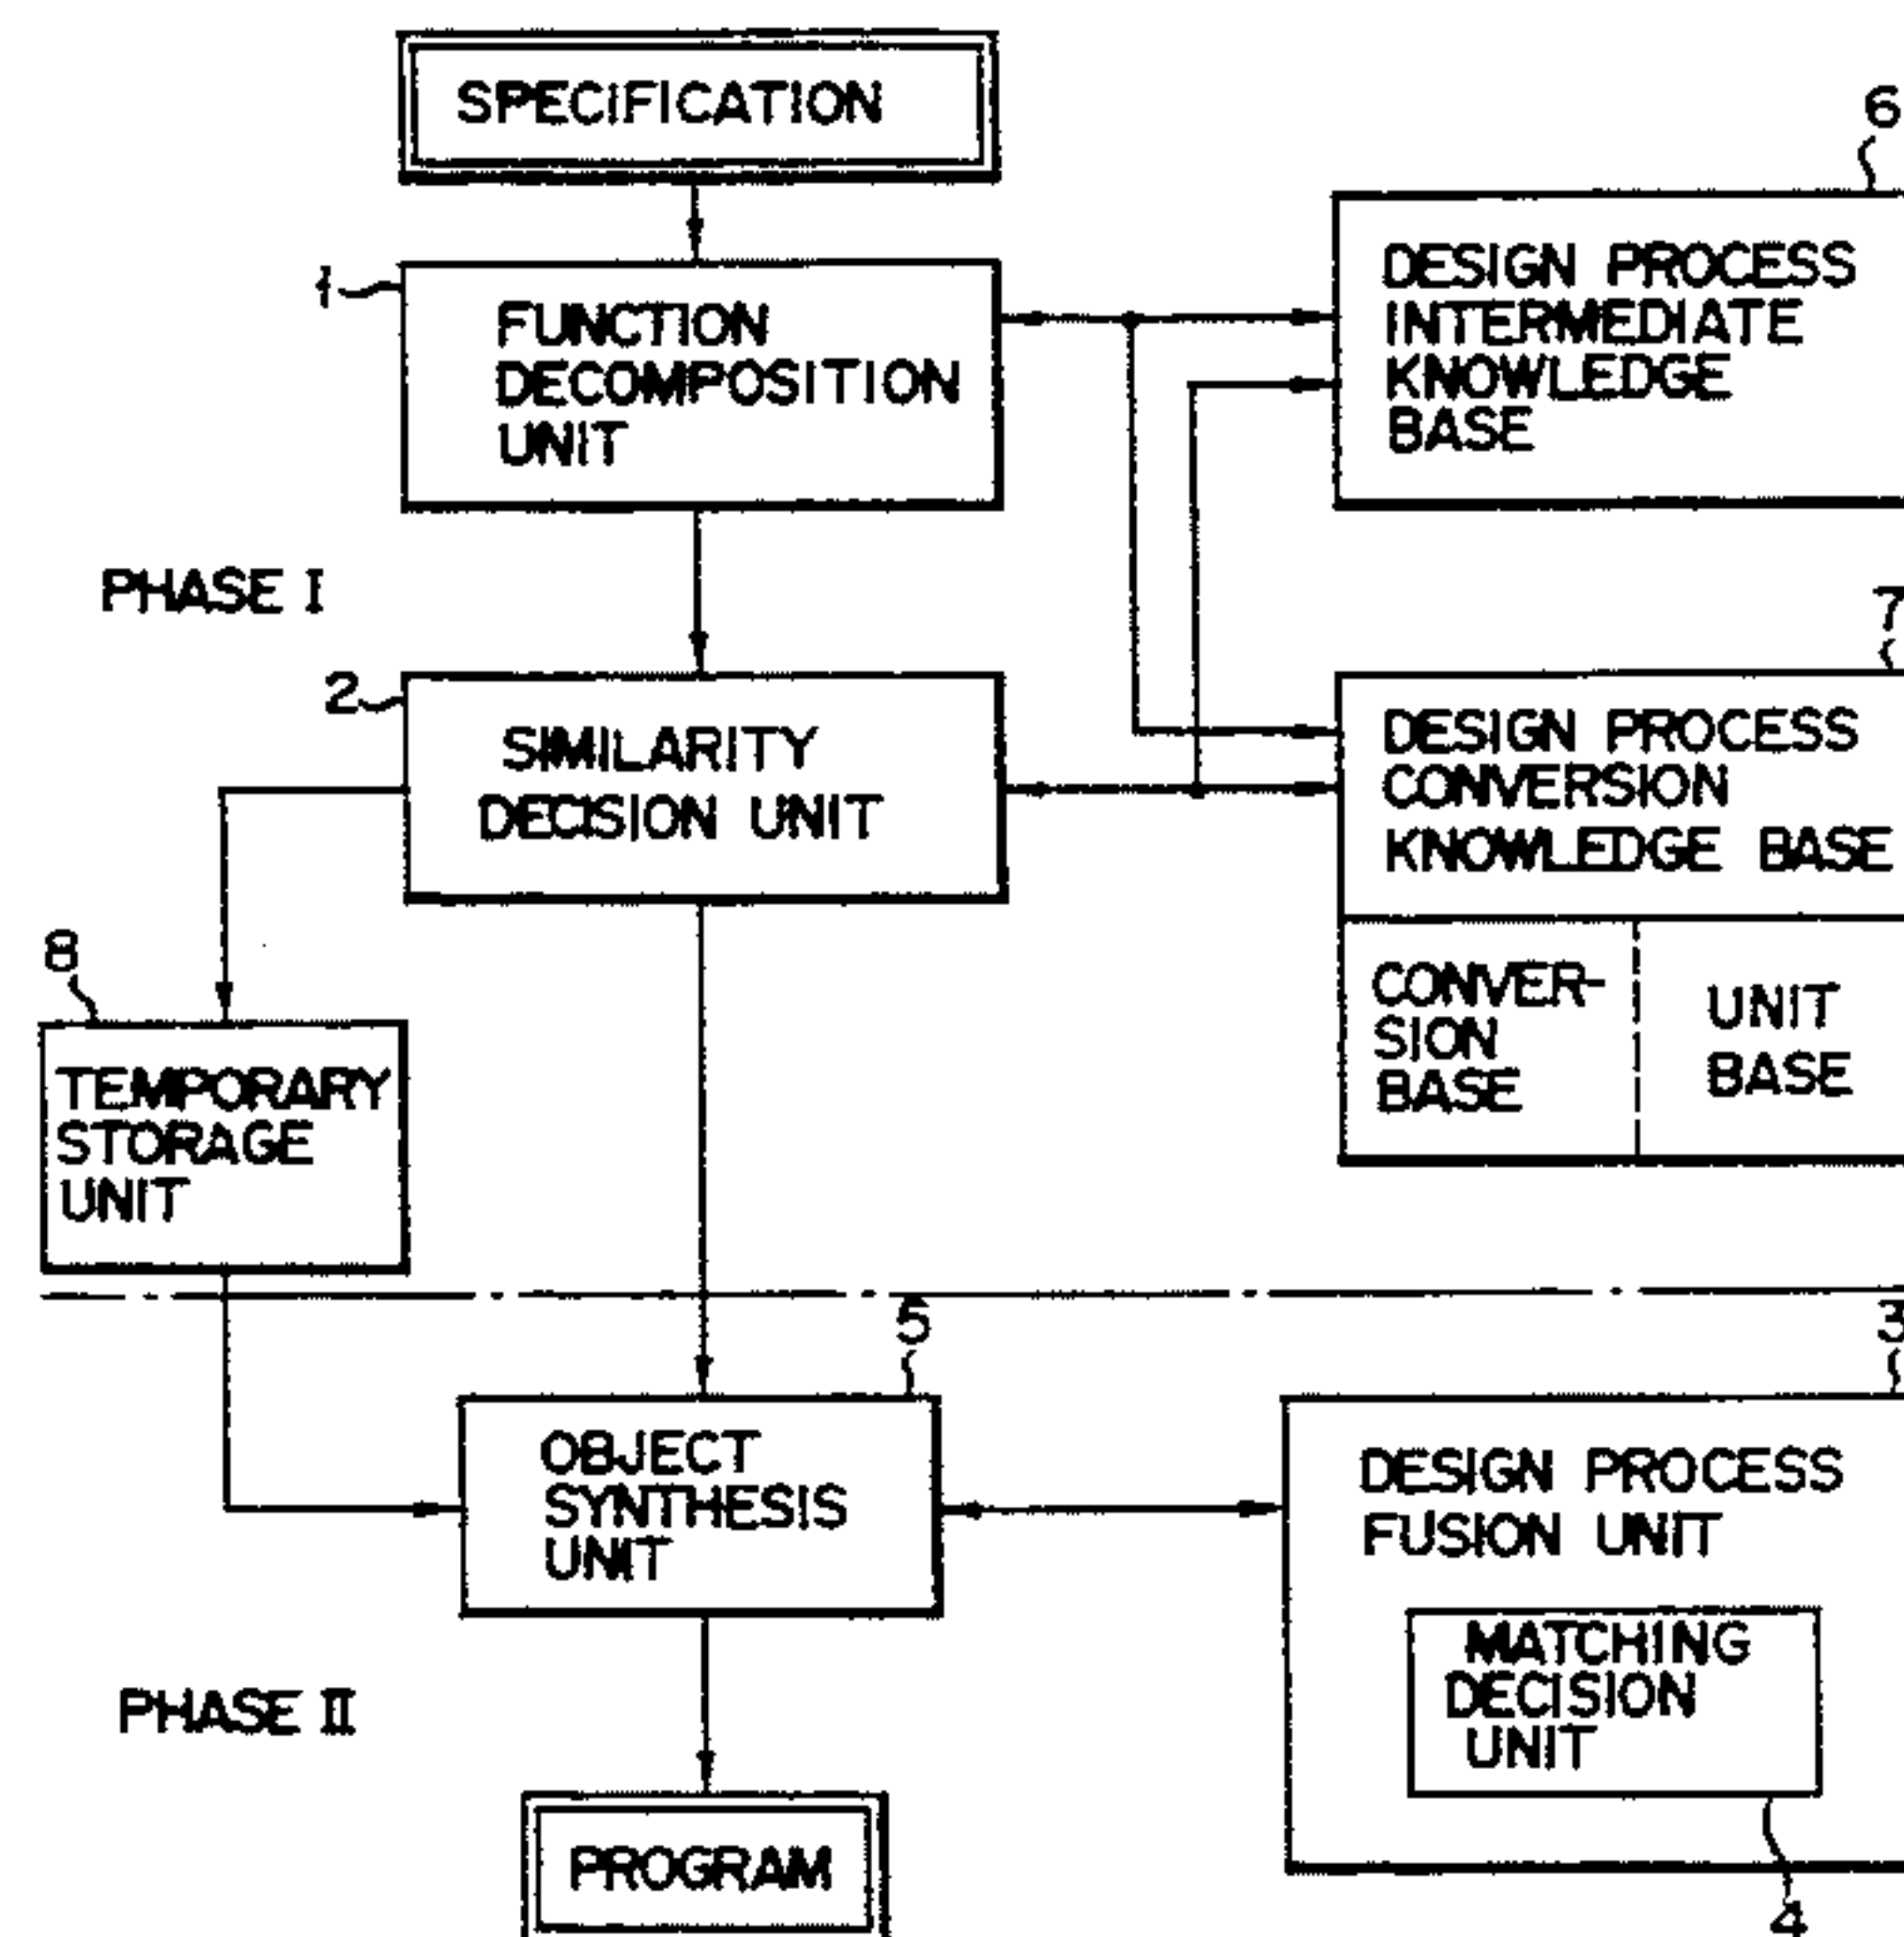 SPECIFICATION
6
1
FUNCTION
DECOMPOSITION
UNIT
DESIGN PROCESS
INTERMEDIATE
KNOWLEDGE
BASE
PHASE I
7
2
SIMILARITY
DECISION UNIT
DESIGN PROCESS
CONVERSION
KNOWLEDGE BASE
CONVER-
SION
BASE
UNIT
BASE
8
TEMPORARY
STORAGE
UNIT
5
3
OBJECT
SYNTHESIS
UNIT
DESIGN PROCESS
FUSION UNIT
MATCHING
DECISION
UNIT
4
PHASE II
PROGRAM